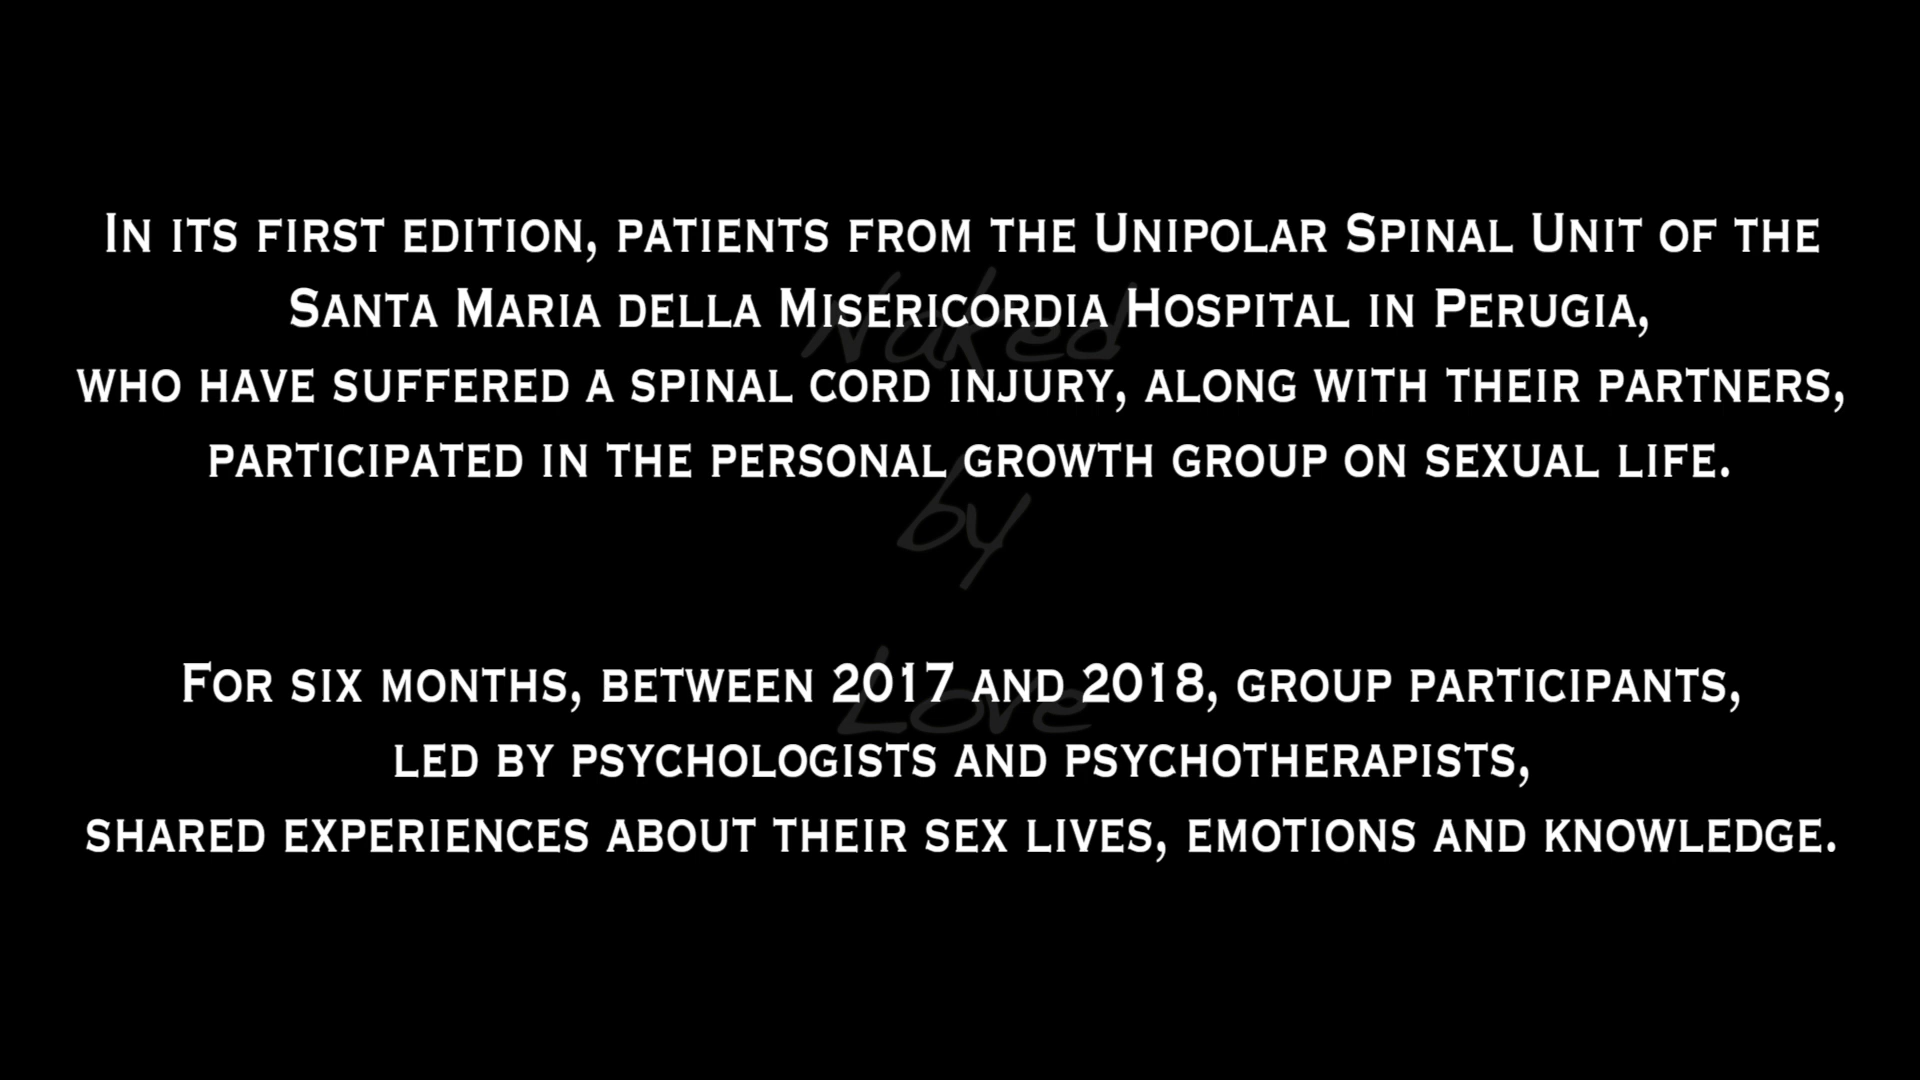 In its first edition, patients from the Unipolar Spinal Unit of the
Santa Maria della Misericordia Hospital in Perugia,
who have suffered a spinal cord injury, along with their partners,
participated in the personal growth group on sexual life.
Naked
by
Love
For six months, between 2017 and 2018, group participants,
led by psychologists and psychotherapists,
shared experiences about their sex lives, emotions and knowledge.